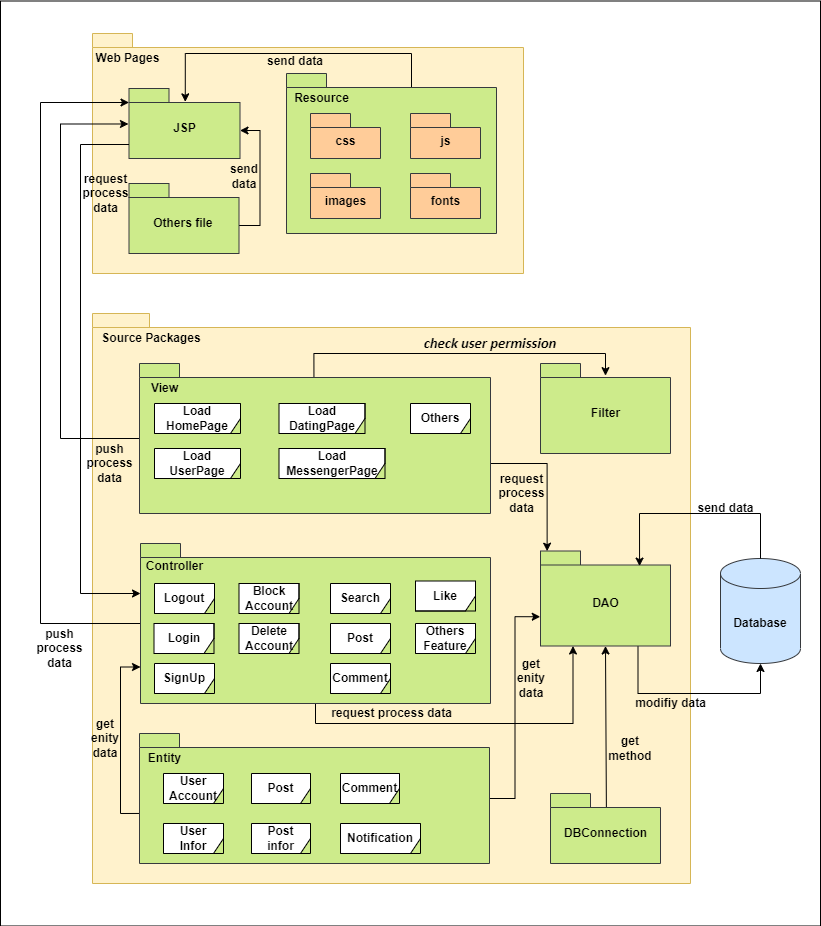 Web Pages
send data
Resource
JSP
css
js
images
fonts
send
data
request
process
data
Others file
Source Packages
check user permission
View
Load
HomePage
Load
DatingPage
Others
Load
UserPage
Load
MessengerPage
Filter
push
process
data
request
process
data
send data
Controller
Logout
Block
Account
Search
Like
Login
Delete
Account
Post
Others
Feature
SignUp
Comment
DAO
Database
push
process
data
get
enity
data
request process data
modifiy data
get
enity
data
get
method
Entity
User
Account
Post
Comment
User
Infor
Post
infor
Notification
DBConnection